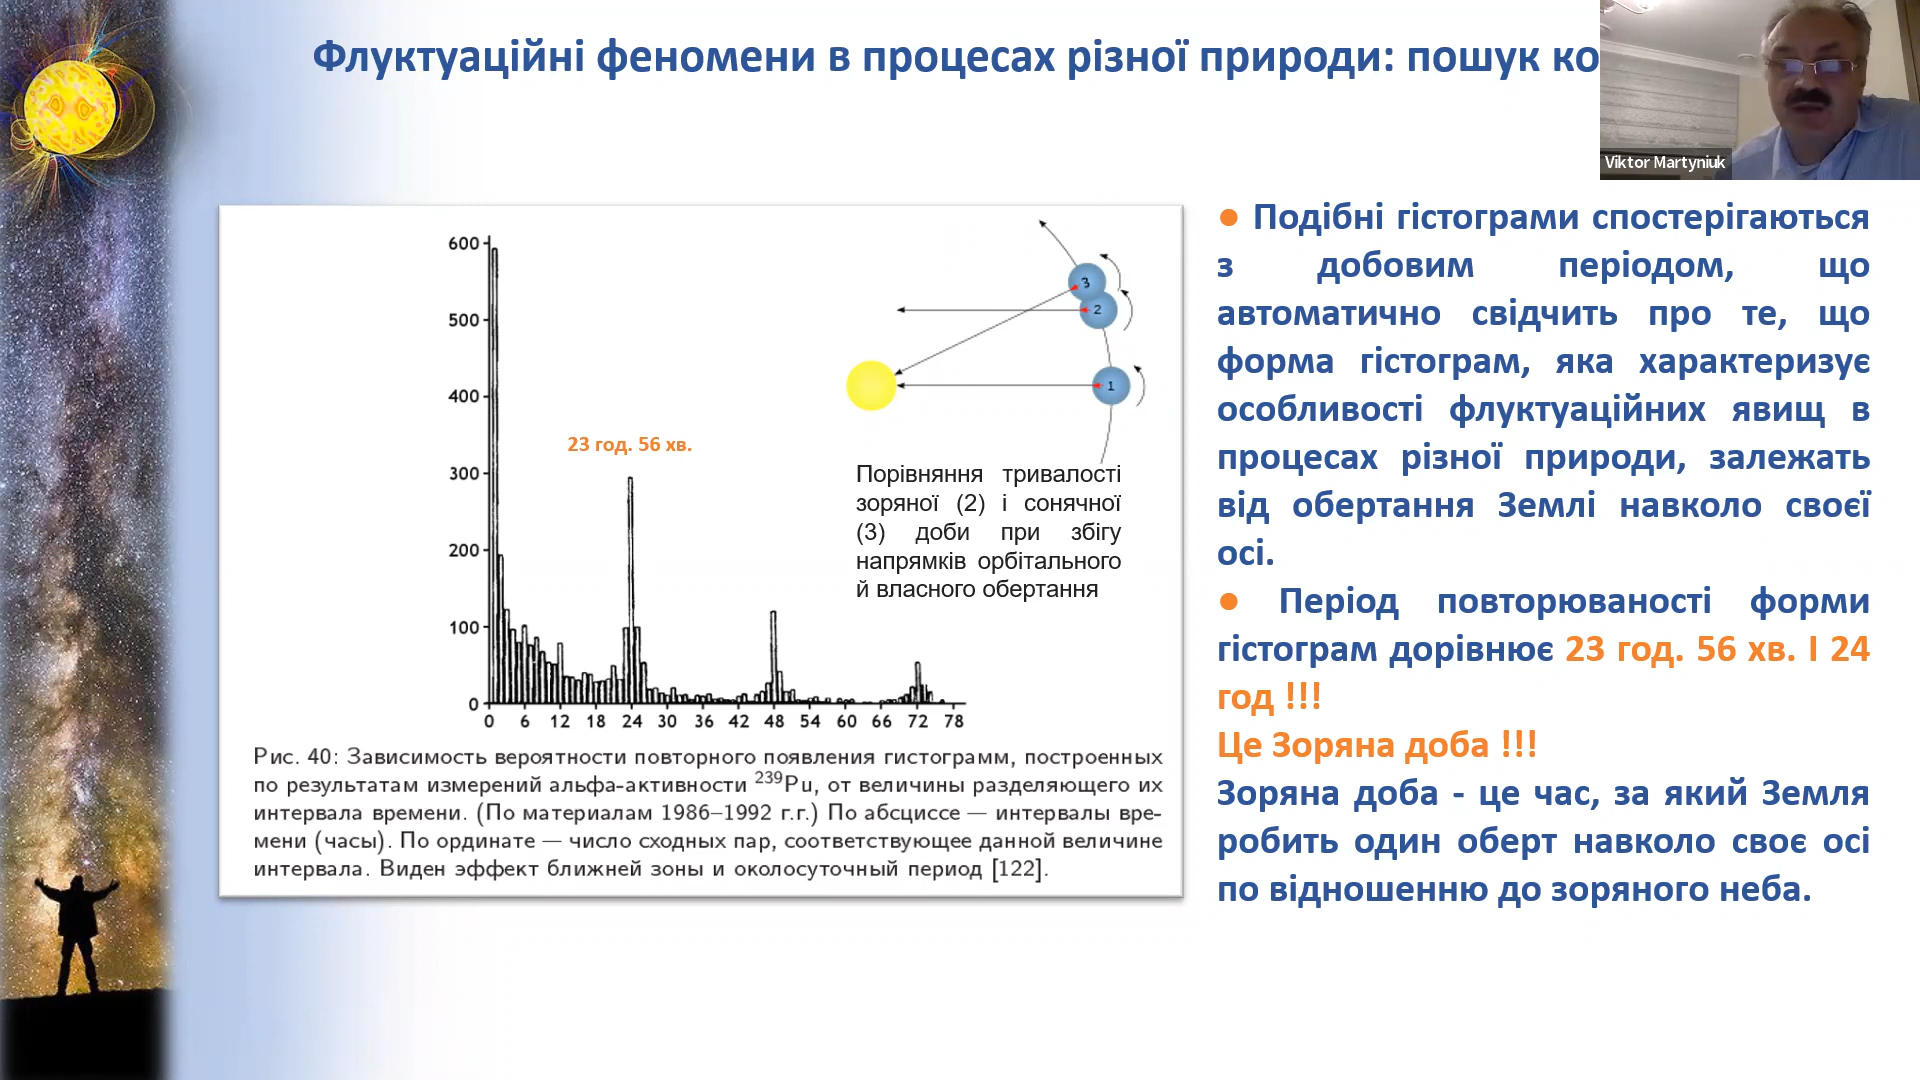 Флуктуаційні феномени в процесах різної природи: пошук ко
Viktor Martyniuk
600
500
400
300
200
100
0
0 6 12 18 24 30 36 42 48 54 60 66 72 78
23 год. 56 хв.
3
2
1
Порівняння тривалості
зоряної (2) і сонячної
(3) доби при збігу
напрямків орбітального
й власного обертання
Рис. 40: Зависимость вероятности повторного появления гистограмм, построенных
по результатам измерений альфа-активности ²³⁹Pu, от величины разделяющего их
интервала времени. (По материалам 1986–1992 г.г.) По абсциссе — интервалы вре-
мени (часы). По ординате — число сходных пар, соответствующее данной величине
интервала. Виден эффект ближней зоны и околосуточный период [122].
● Подібні гістограми спостерігаються
з добовим періодом, що
автоматично свідчить про те, що
форма гістограм, яка характеризує
особливості флуктуаційних явищ в
процесах різної природи, залежать
від обертання Землі навколо своєї
осі.
● Період повторюваності форми
гістограм дорівнює 23 год. 56 хв. І 24
год !!!
Це Зоряна доба !!!
Зоряна доба - це час, за який Земля
робить один оберт навколо своє осі
по відношенню до зоряного неба.